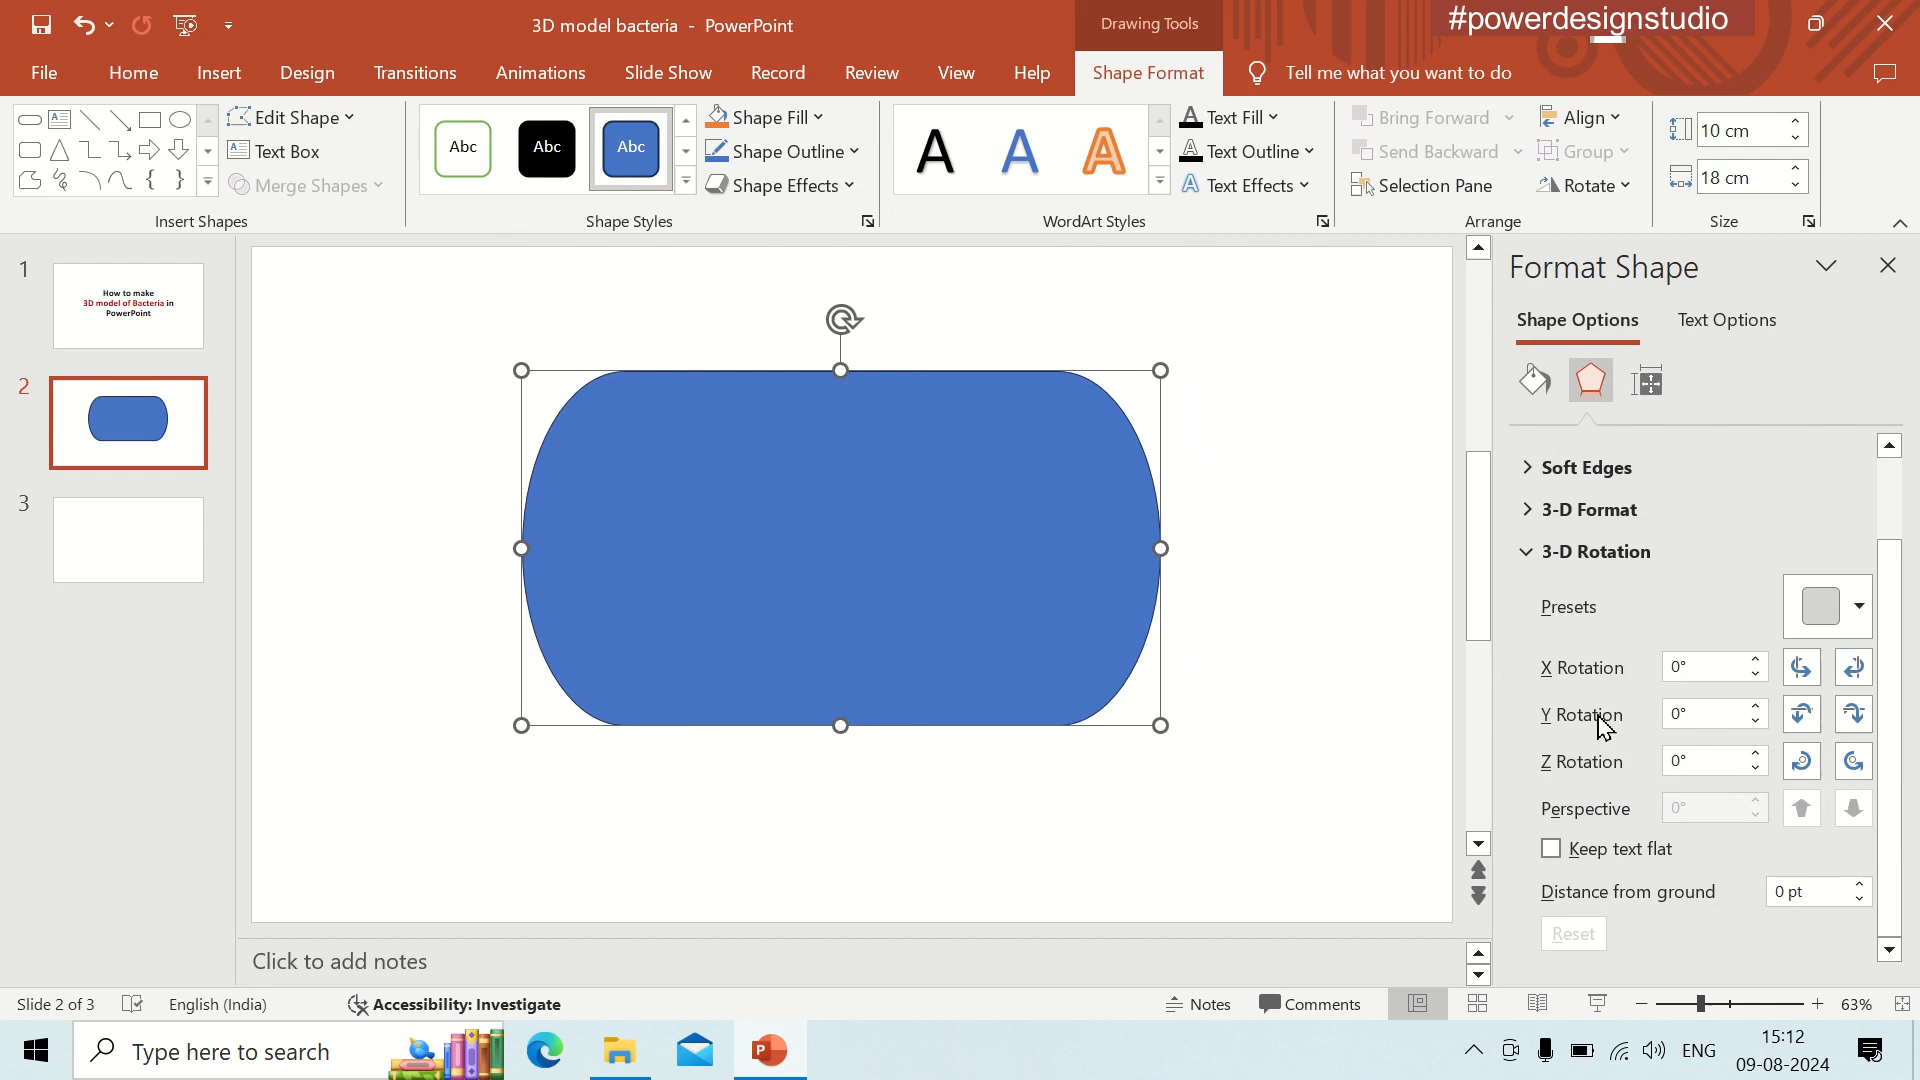 3D model bacteria - PowerPoint
Drawing Tools
#powerdesignstudio
File Home Insert Design Transitions Animations Slide Show Record Review View Help Shape Format Tell me what you want to do
Edit Shape
Text Box
Merge Shapes
Insert Shapes
Abc Abc Abc
Shape Fill
Shape Outline
Shape Effects
Shape Styles
A A A
Text Fill
Text Outline
Text Effects
WordArt Styles
Bring Forward
Send Backward
Selection Pane
Align
Group
Rotate
Arrange
10 cm
18 cm
Size
1
How to make
3D model of Bacteria in
PowerPoint
2
3
Format Shape
Shape Options Text Options
Soft Edges
3-D Format
3-D Rotation
Presets
X Rotation 0°
Y Rotation 0°
Z Rotation 0°
Perspective 0°
Keep text flat
Distance from ground 0 pt
Reset
Click to add notes
Slide 2 of 3 English (India) Accessibility: Investigate Notes Comments 63%
Type here to search
ENG
15:12
09-08-2024